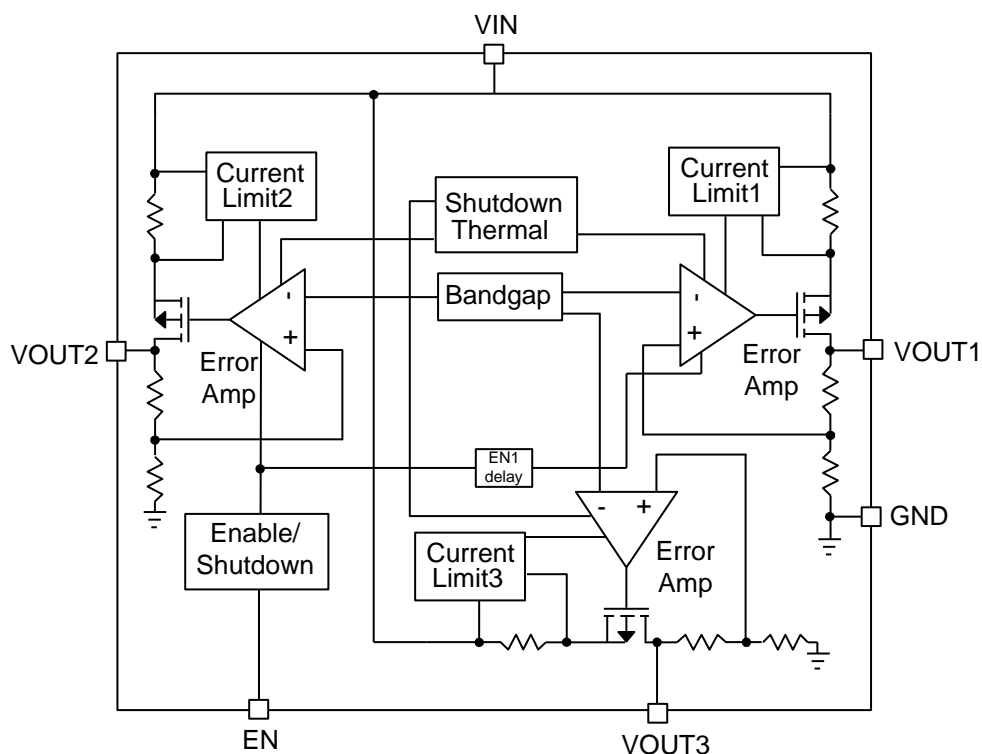 VIN
Current
Limit2
Shutdown
Thermal
Current
Limit1
-
+
Bandgap
-
+
VOUT2
Error
Amp
Error
Amp
VOUT1
EN1
delay
Enable/
Shutdown
- +
GND
Current
Limit3
Error
Amp
EN
VOUT3